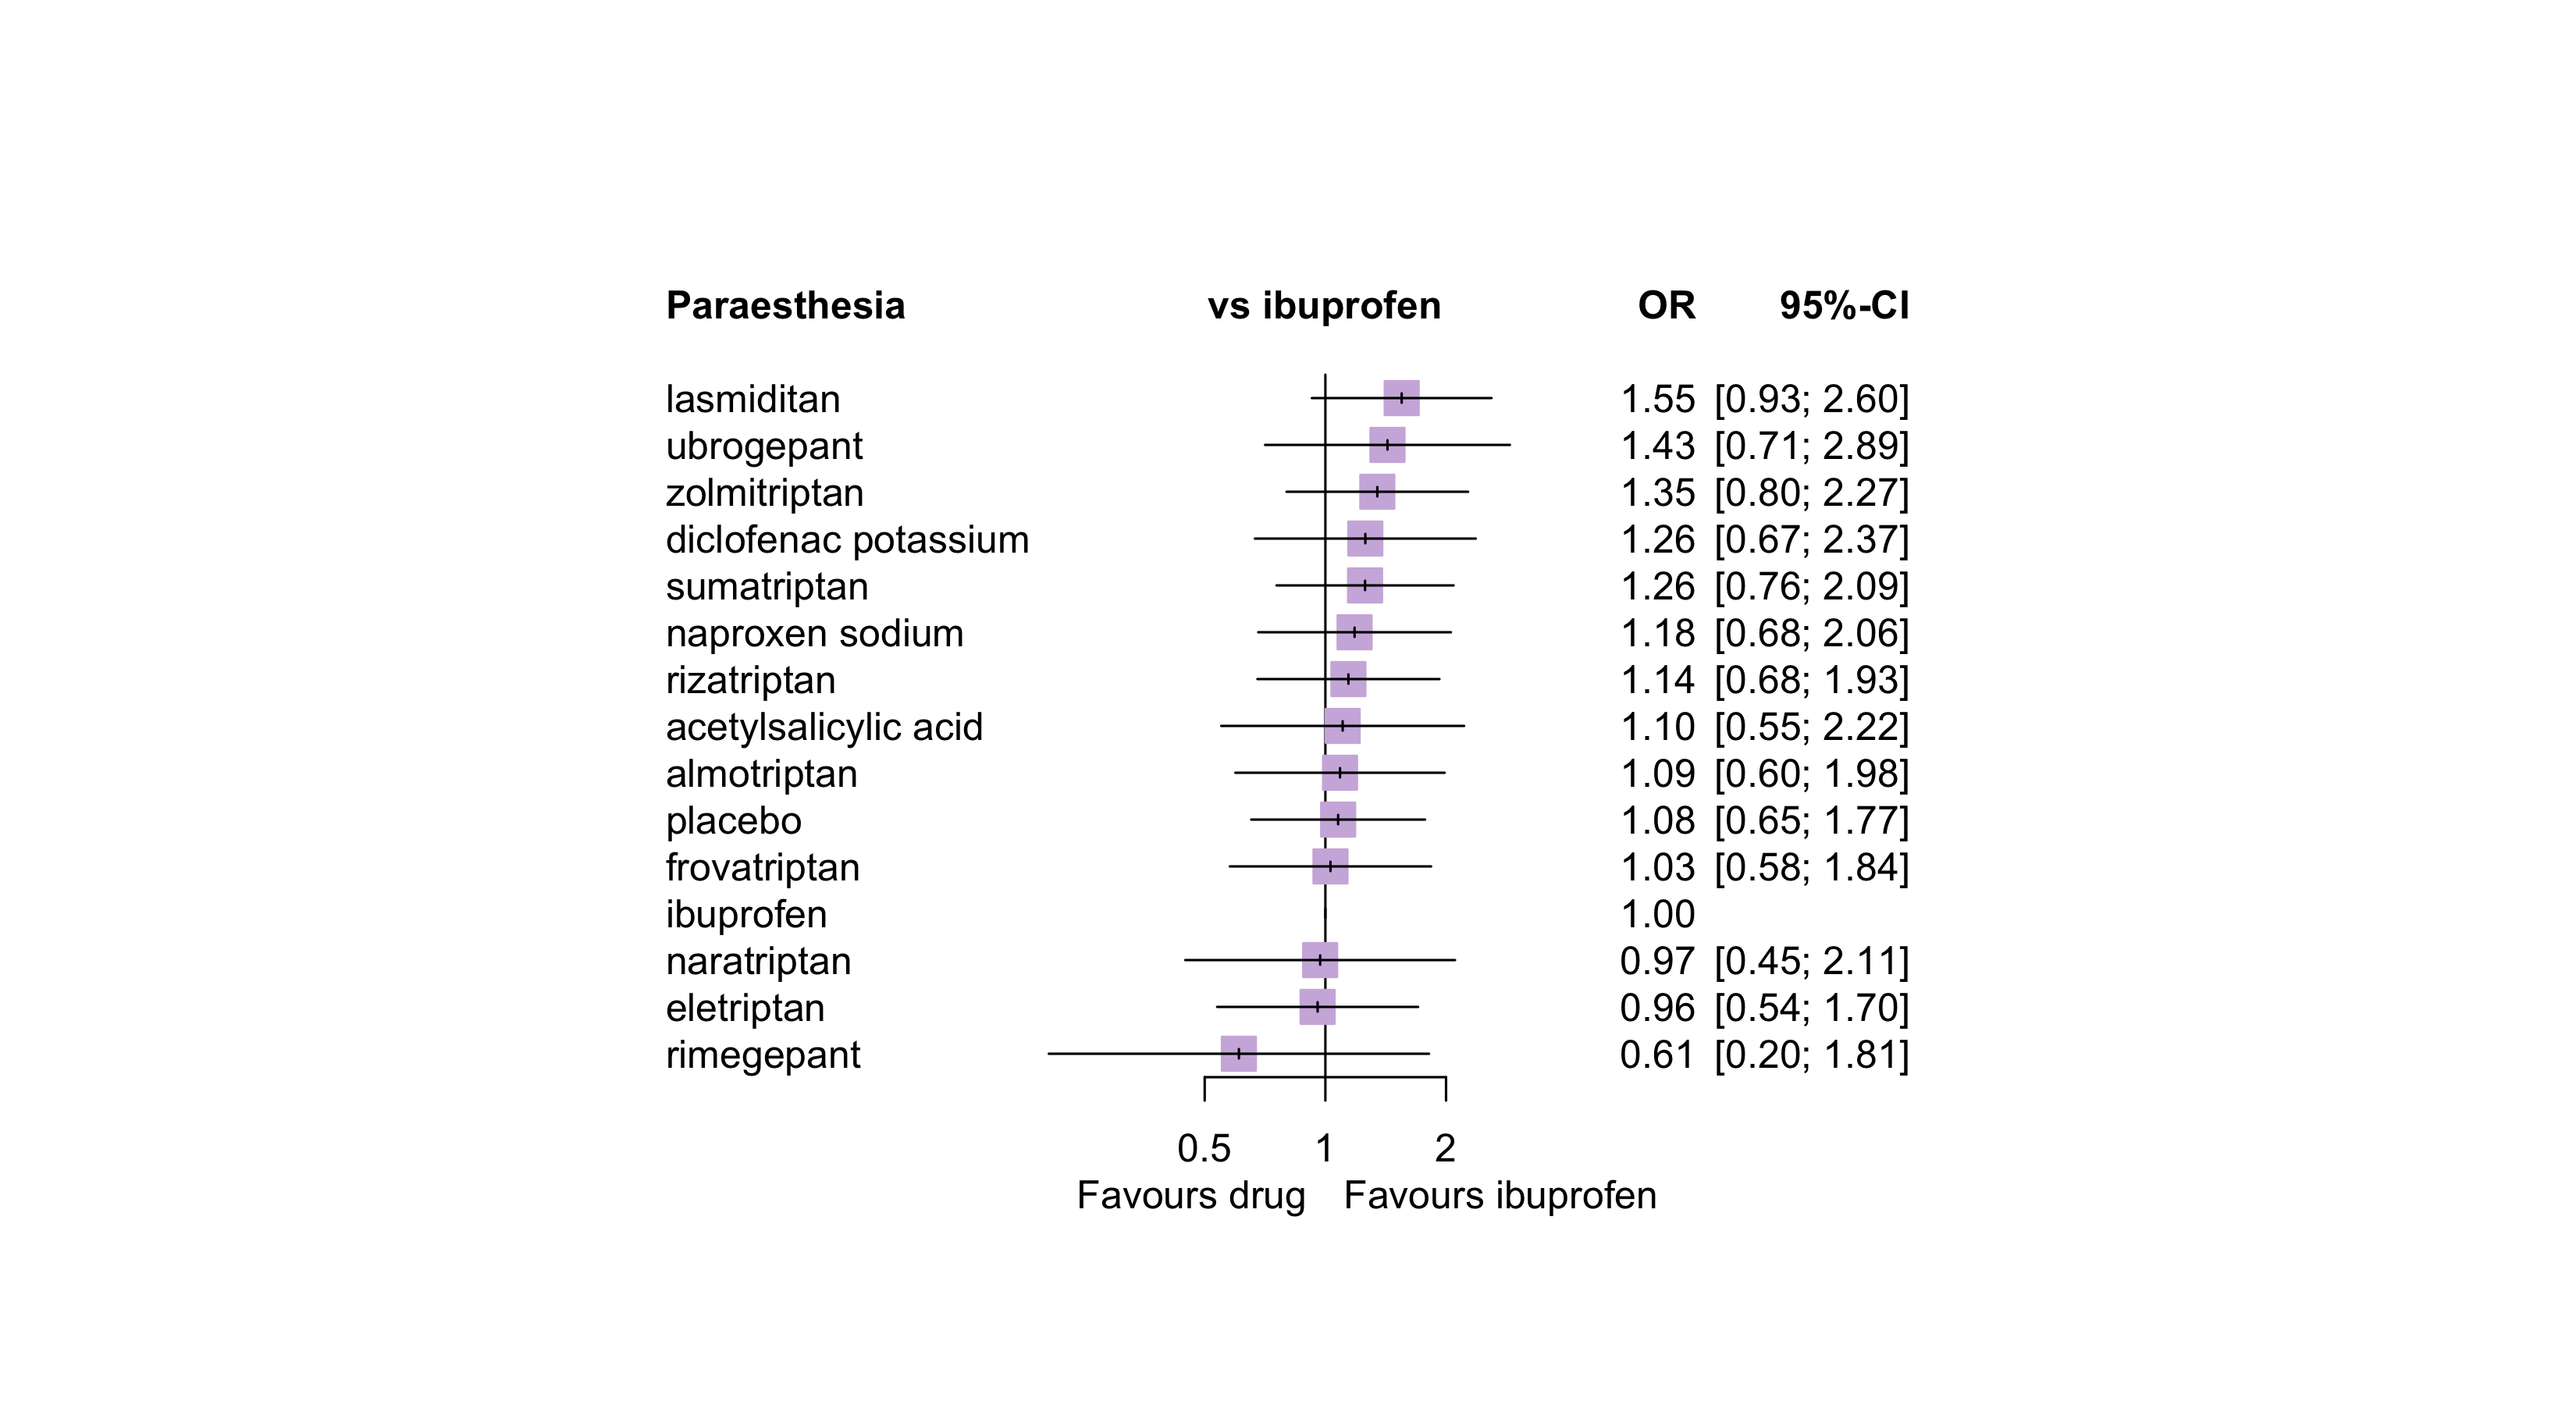 Paraesthesia vs ibuprofen OR 95%-CI
lasmiditan 1.55 [0.93; 2.60]
ubrogepant 1.43 [0.71; 2.89]
zolmitriptan 1.35 [0.80; 2.27]
diclofenac potassium 1.26 [0.67; 2.37]
sumatriptan 1.26 [0.76; 2.09]
naproxen sodium 1.18 [0.68; 2.06]
rizatriptan 1.14 [0.68; 1.93]
acetylsalicylic acid 1.10 [0.55; 2.22]
almotriptan 1.09 [0.60; 1.98]
placebo 1.08 [0.65; 1.77]
frovatriptan 1.03 [0.58; 1.84]
ibuprofen 1.00
naratriptan 0.97 [0.45; 2.11]
eletriptan 0.96 [0.54; 1.70]
rimegepant 0.61 [0.20; 1.81]
0.5 1 2
Favours drug Favours ibuprofen